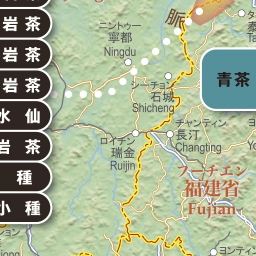 岩茶
岩茶
岩茶
水仙
岩茶
種
小種
脈
ニントゥー
寧都
Ningdu
シーチョン
石城
Shicheng
青茶
チャンティン
長汀
Changting
ロイチン
瑞金
Ruijin
フーチエン
福建省
Fujian